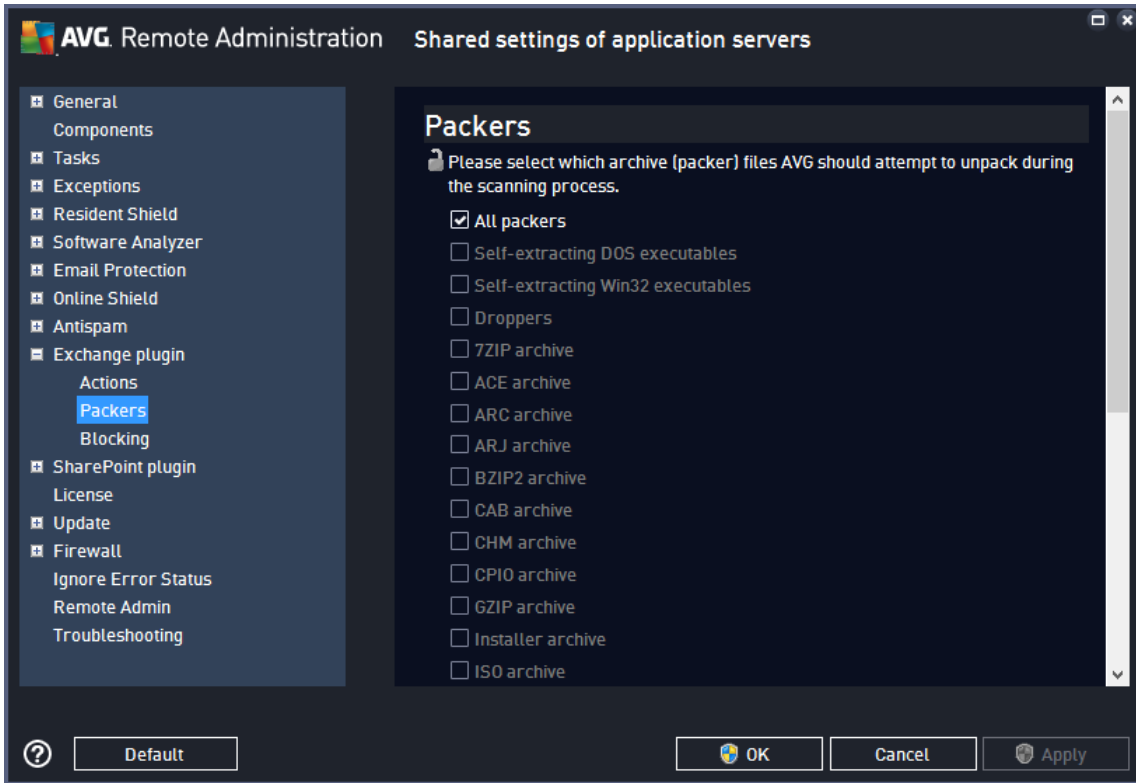 AVG. Remote Administration
Shared settings of application servers
General
Components
Tasks
Exceptions
Resident Shield
Software Analyzer
Email Protection
Online Shield
Antispam
Exchange plugin
Actions
Packers
Blocking
SharePoint plugin
License
Update
Firewall
Ignore Error Status
Remote Admin
Troubleshooting
Packers
Please select which archive (packer) files AVG should attempt to unpack during
the scanning process.
All packers
Self-extracting DOS executables
Self-extracting Win32 executables
Droppers
7ZIP archive
ACE archive
ARC archive
ARJ archive
BZIP2 archive
CAB archive
CHM archive
CPIO archive
GZIP archive
Installer archive
ISO archive
Default
OK
Cancel
Apply